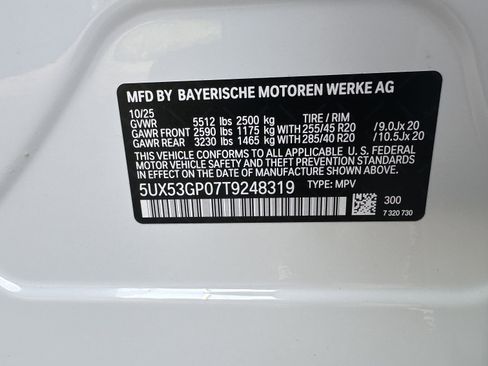 MFD BY BAYERISCHE MOTOREN WERKE AG
10/25 TIRE / RIM
GVWR 5512 lbs 2500 kg
GAWR FRONT 2590 lbs 1175 kg WITH 255/45 R20 /9.0Jx 20
GAWR REAR 3230 lbs 1465 kg WITH 285/40 R20 /10.5Jx 20
THIS VEHICLE CONFORMS TO ALL APPLICABLE U. S. FEDERAL
MOTOR VEHICLE SAFETY AND THEFT PREVENTION STANDARDS
IN EFFECT ON THE DATE OF MANUFACTURE SHOWN ABOVE.
5UX53GP07T9248319 TYPE: MPV
300
7 320 730